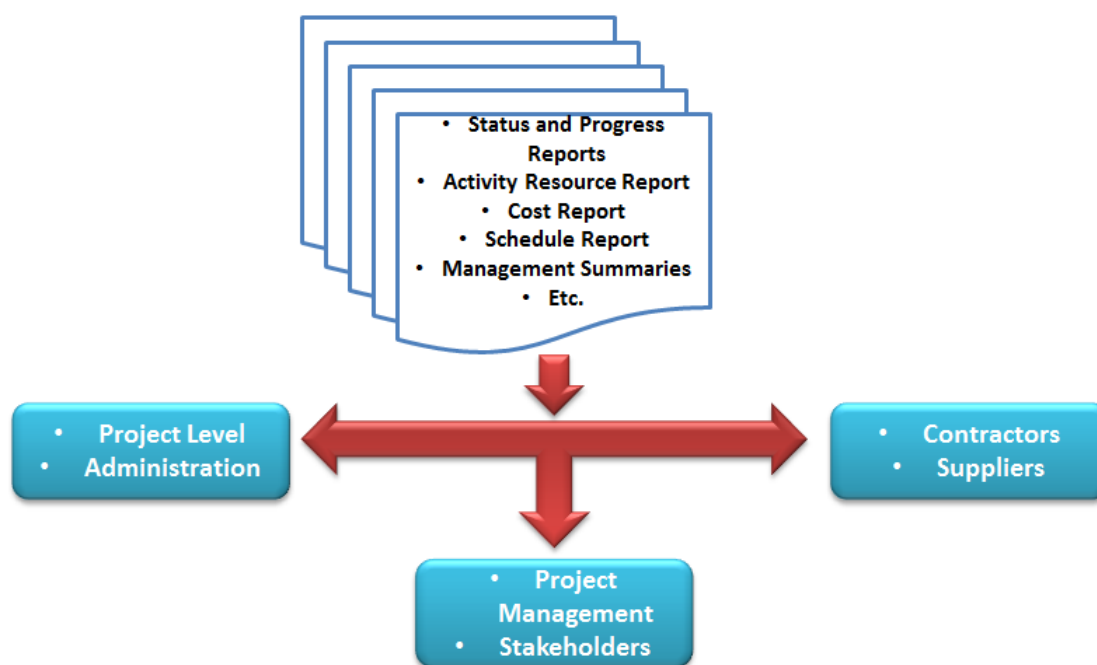 • Status and Progress
Reports
• Activity Resource Report
• Cost Report
• Schedule Report
• Management Summaries
• Etc.
• Project Level
• Administration
• Contractors
• Suppliers
• Project
Management
• Stakeholders